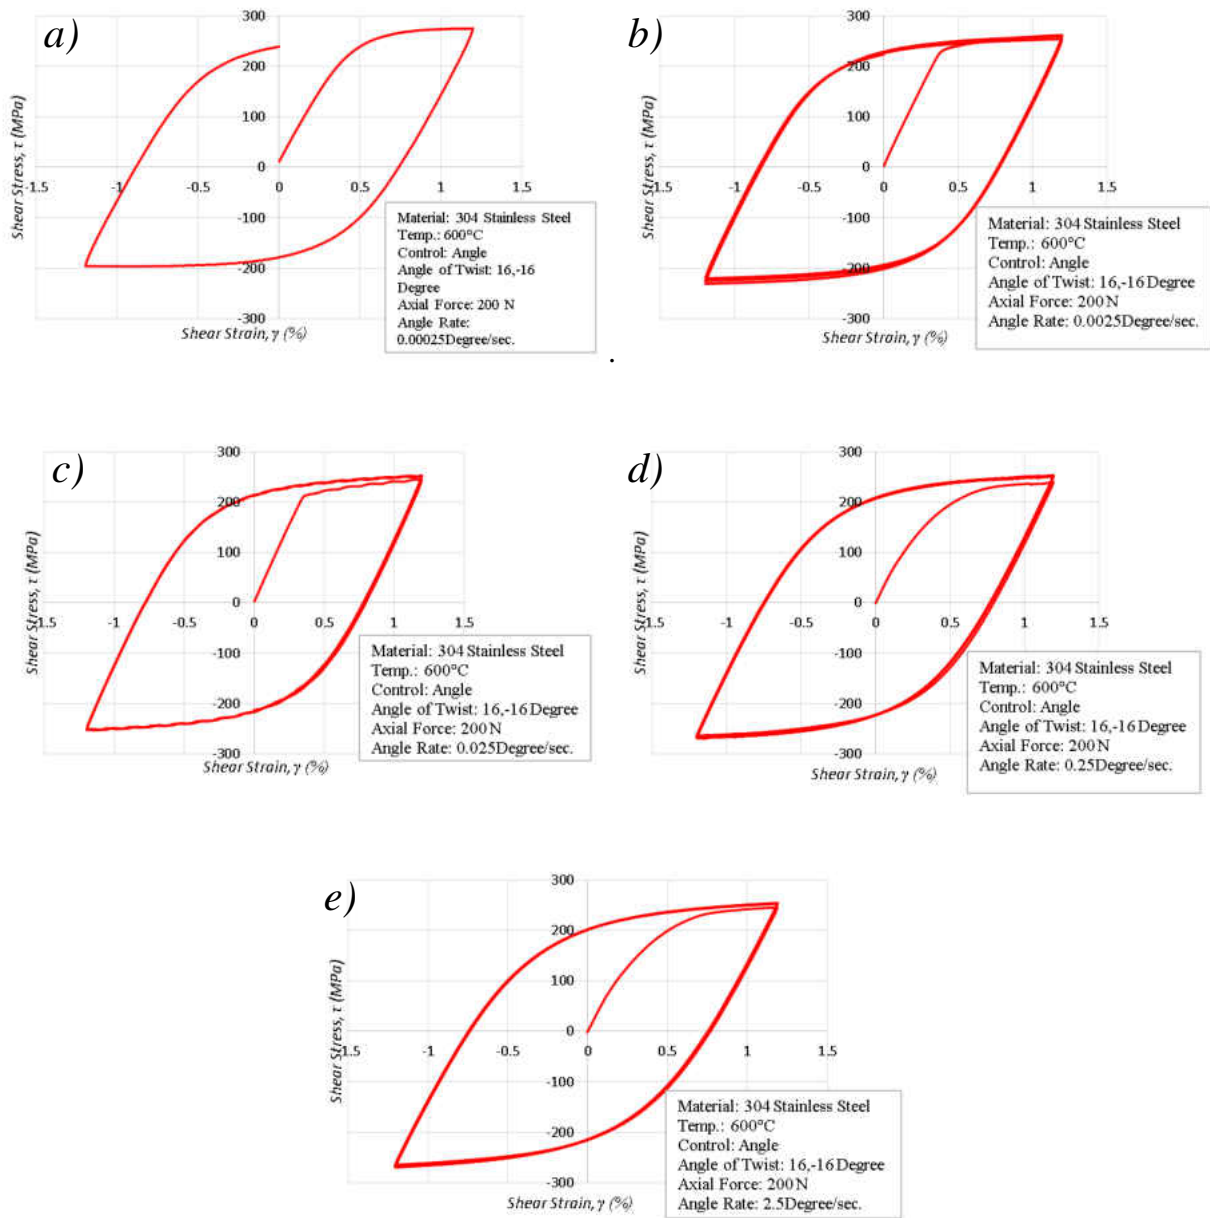 a)
300
200
100
0
-1.5
-1
-0.5
0
0.5
1
1.5
-100
-200
-300
Shear Stress, τ (MPa)
Shear Strain, γ (%)
Material: 304 Stainless Steel
Temp.: 600°C
Control: Angle
Angle of Twist: 16,-16
Degree
Axial Force: 200 N
Angle Rate:
0.00025Degree/sec.
.
b)
300
200
100
0
-1.5
-1
-0.5
0
0.5
1
1.5
-100
-200
-300
Shear Stress, τ (MPa)
Shear Strain, γ (%)
Material: 304 Stainless Steel
Temp.: 600°C
Control: Angle
Angle of Twist: 16,-16 Degree
Axial Force: 200N
Angle Rate: 0.0025Degree/sec.
c)
300
200
100
0
-1.5
-1
-0.5
0
0.5
1
1.5
-100
-200
-300
Shear Stress, τ (MPa)
Shear Strain, γ (%)
Material: 304 Stainless Steel
Temp.: 600°C
Control: Angle
Angle of Twist: 16,-16 Degree
Axial Force: 200N
Angle Rate: 0.025Degree/sec.
d)
300
200
100
0
-1.5
-1
-0.5
0
0.5
1
1.5
-100
-200
-300
Shear Stress, τ (MPa)
Shear Strain, γ (%)
Material: 304 Stainless Steel
Temp.: 600°C
Control: Angle
Angle of Twist: 16,-16 Degree
Axial Force: 200N
Angle Rate: 0.25Degree/sec.
e)
300
200
100
0
-1.5
-1
-0.5
0
0.5
1
1.5
-100
-200
-300
Shear Stress, τ (MPa)
Shear Strain, γ (%)
Material: 304 Stainless Steel
Temp.: 600°C
Control: Angle
Angle of Twist: 16,-16 Degree
Axial Force: 200N
Angle Rate: 2.5Degree/sec.